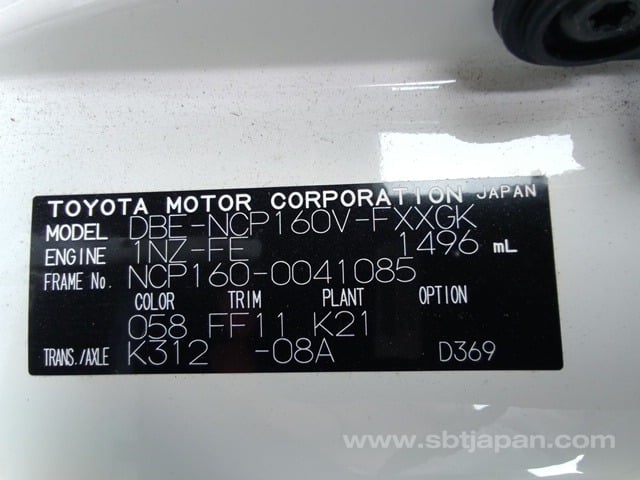 TOYOTA MOTOR CORPORATION JAPAN
MODEL DBE-NCP160V-FXXGK
ENGINE 1NZ-FE 1496 mL
FRAME No. NCP160-0041085
COLOR TRIM PLANT OPTION
058 FF11 K21
TRANS./AXLE K312 -08A D369
www.sbtjapan.com